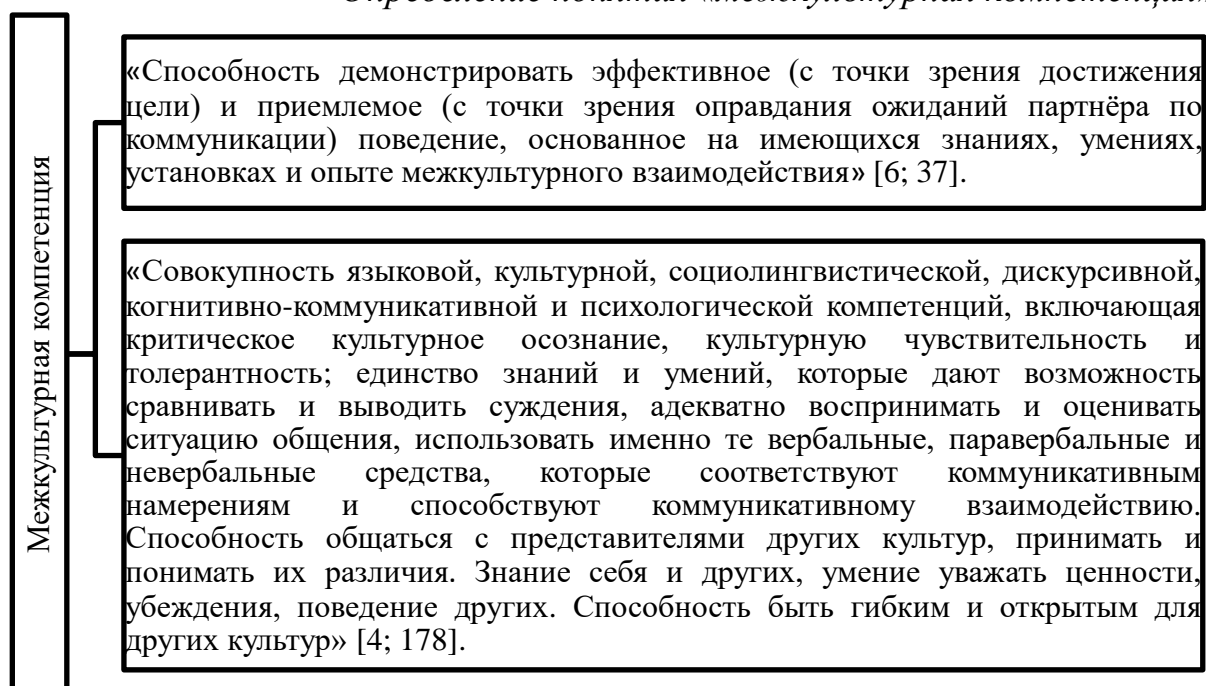 Определение понятия «межкультурная компетенция»
Межкультурная компетенция
«Способность демонстрировать эффективное (с точки зрения достижения
цели) и приемлемое (с точки зрения оправдания ожиданий партнёра по
коммуникации) поведение, основанное на имеющихся знаниях, умениях,
установках и опыте межкультурного взаимодействия» [6; 37].
«Совокупность языковой, культурной, социолингвистической, дискурсивной,
когнитивно-коммуникативной и психологической компетенций, включающая
критическое культурное осознание, культурную чувствительность и
толерантность; единство знаний и умений, которые дают возможность
сравнивать и выводить суждения, адекватно воспринимать и оценивать
ситуацию общения, использовать именно те вербальные, паравербальные и
невербальные средства, которые соответствуют коммуникативным
намерениям и способствуют коммуникативному взаимодействию.
Способность общаться с представителями других культур, принимать и
понимать их различия. Знание себя и других, умение уважать ценности,
убеждения, поведение других. Способность быть гибким и открытым для
других культур» [4; 178].